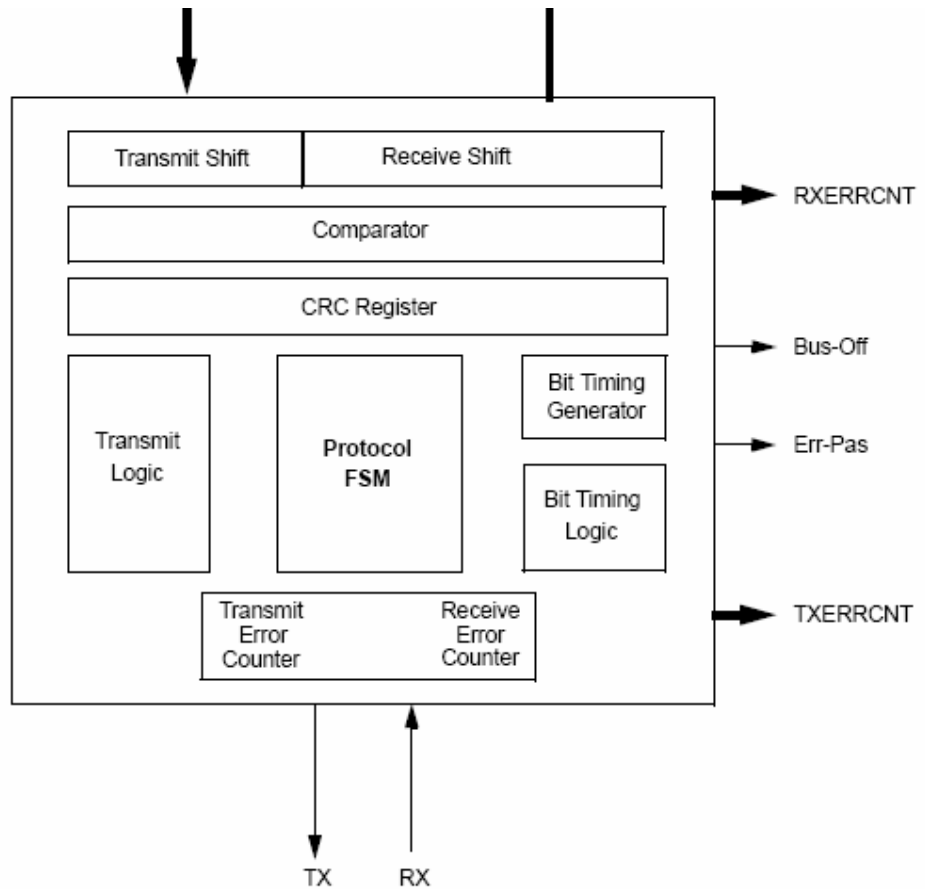 Transmit Shift
Receive Shift
RXERRCNT
Comparator
CRC Register
Bus-Off
Transmit
Logic
Protocol
FSM
Bit Timing
Generator
Err-Pas
Bit Timing
Logic
Transmit
Error
Counter
Receive
Error
Counter
TXERRCNT
TX
RX